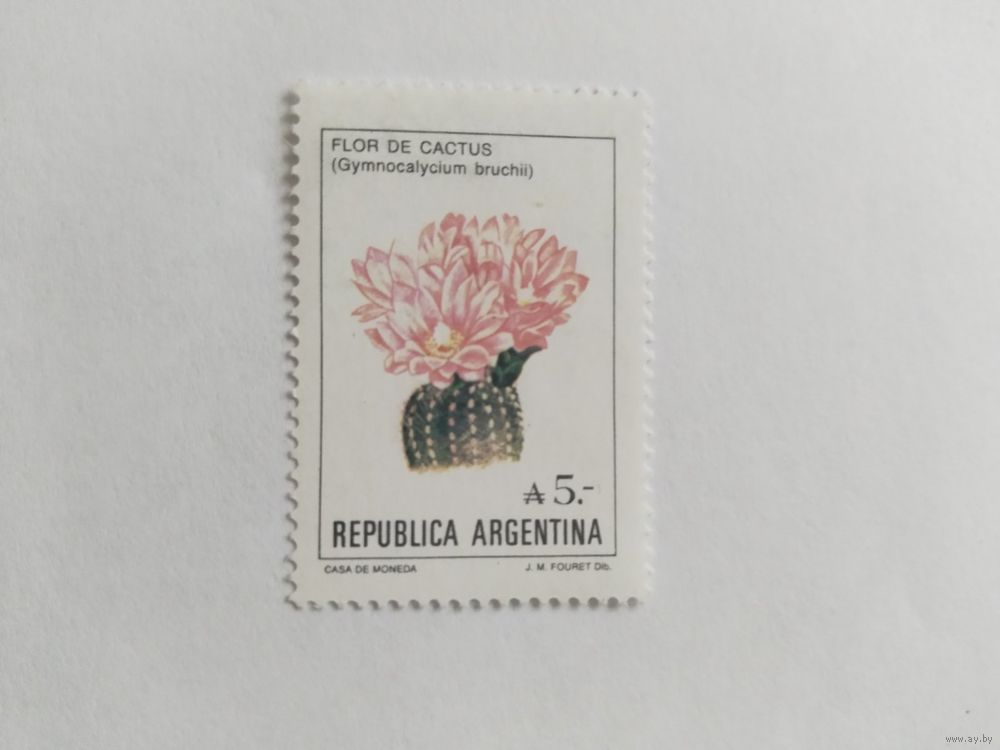 FLOR DE CACTUS
(Gymnocalycium bruchii)
₳ 5.-
REPUBLICA ARGENTINA
CASA DE MONEDA J. M. FOURET Dib.
www.ay.by